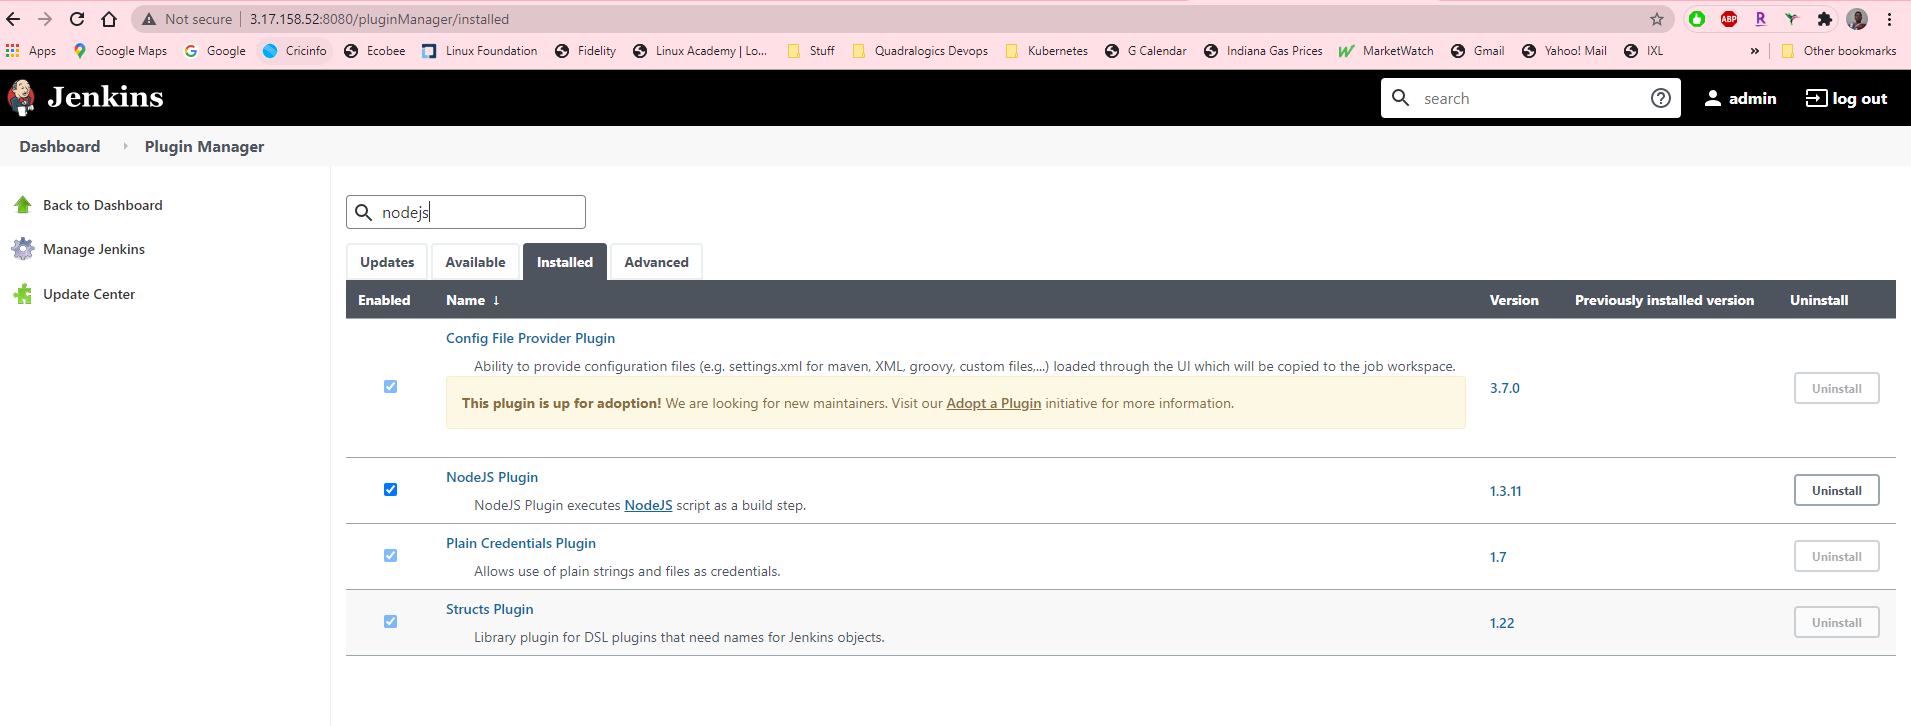 Not secure 3.17.158.52:8080/pluginManager/installed
ABP R
Apps Google Maps Google Cricinfo Ecobee Linux Foundation Fidelity Linux Academy | Lo... Stuff Quadralogics Devops Kubernetes G Calendar Indiana Gas Prices MarketWatch Gmail Yahoo! Mail IXL » Other bookmarks
Jenkins search admin log out
Dashboard Plugin Manager
Back to Dashboard
Manage Jenkins
Update Center
nodejs
Updates Available Installed Advanced
Enabled Name ↓ Version Previously installed version Uninstall
Config File Provider Plugin
Ability to provide configuration files (e.g. settings.xml for maven, XML, groovy, custom files,...) loaded through the UI which will be copied to the job workspace.
This plugin is up for adoption! We are looking for new maintainers. Visit our Adopt a Plugin initiative for more information.
3.7.0 Uninstall
NodeJS Plugin
NodeJS Plugin executes NodeJS script as a build step.
1.3.11 Uninstall
Plain Credentials Plugin
Allows use of plain strings and files as credentials.
1.7 Uninstall
Structs Plugin
Library plugin for DSL plugins that need names for Jenkins objects.
1.22 Uninstall